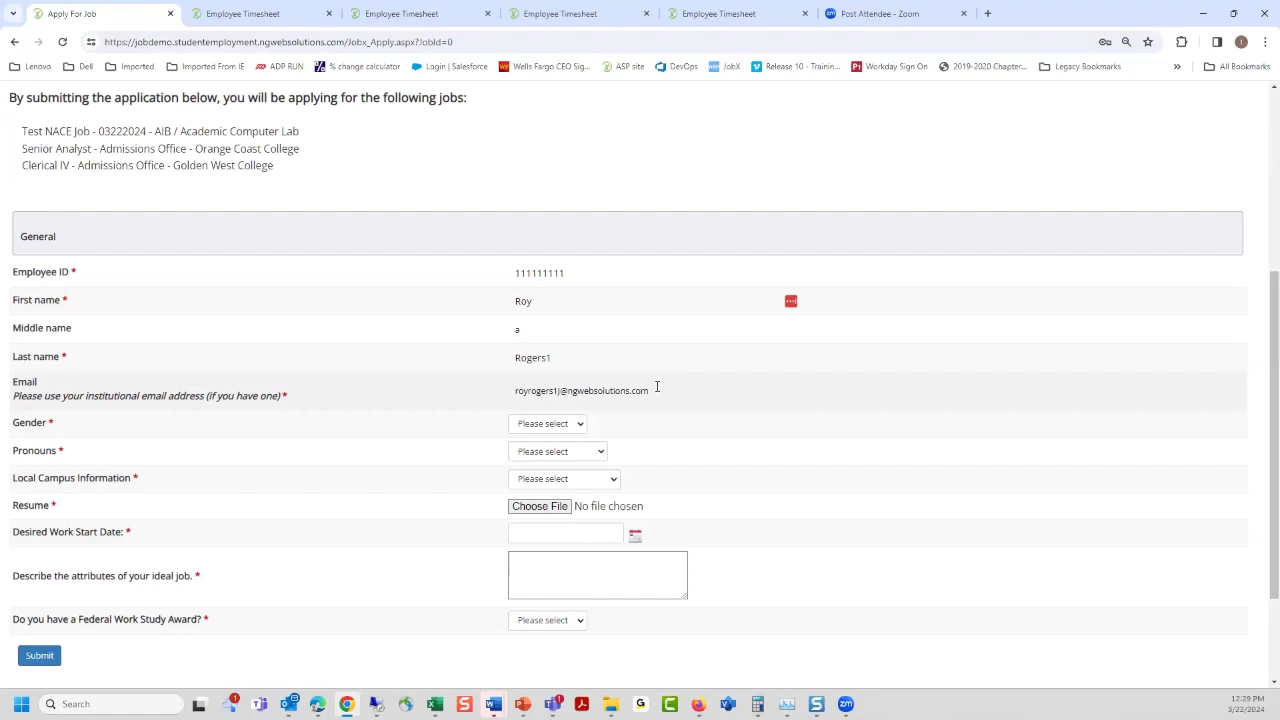 Apply For Job
Employee Timesheet
Employee Timesheet
Employee Timesheet
Employee Timesheet
Post Attendee - Zoom
https://jobdemo.studentemployment.ngwebsolutions.com/Jobx_Apply.aspx?JobId=0
Lenovo
Dell
Imported
Imported From IE
ADP RUN
% change calculator
Login | Salesforce
Wells Fargo CEO Sig...
ASP site
DevOps
JobX
Release 10 - Trainin...
Workday Sign On
2019-2020 Chapter...
Legacy Bookmarks
»
All Bookmarks
By submitting the application below, you will be applying for the following jobs:
Test NACE Job - 03222024 - AIB / Academic Computer Lab
Senior Analyst - Admissions Office - Orange Coast College
Clerical IV - Admissions Office - Golden West College
General
Employee ID * 111111111
First name * Roy
Middle name a
Last name * Rogers1
Email
Please use your institutional email address (if you have one) * royrogers1J@ngwebsolutions.com
Gender * Please select
Pronouns * Please select
Local Campus Information * Please select
Resume * Choose File No file chosen
Desired Work Start Date: *
Describe the attributes of your ideal job. *
Do you have a Federal Work Study Award? * Please select
Submit
Search
12:29 PM
3/22/2024